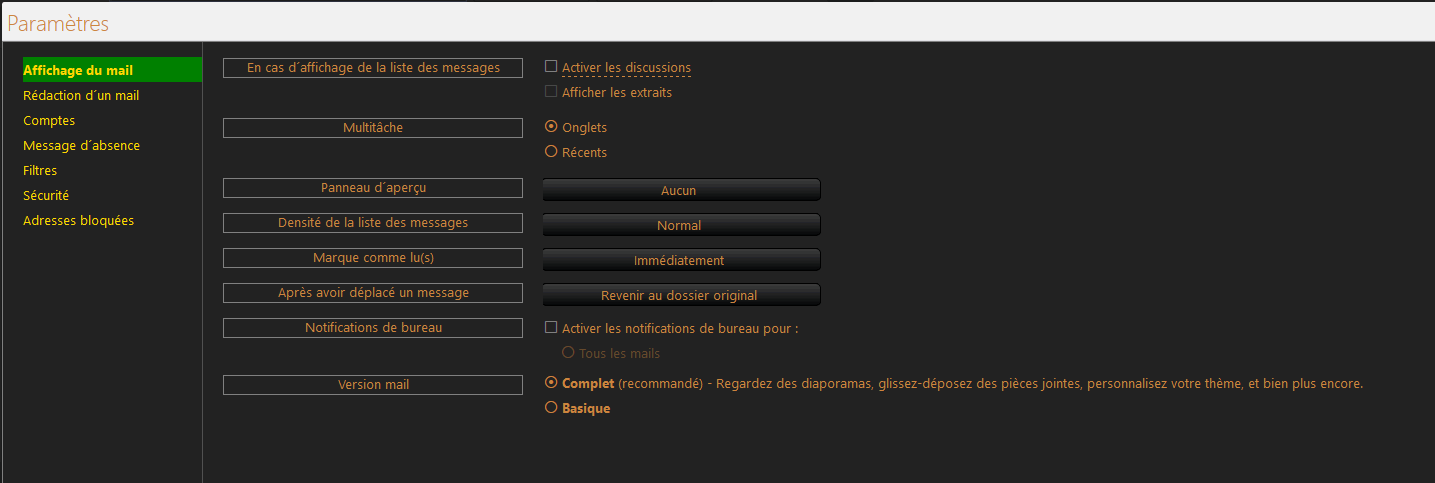 Paramètres
Affichage du mail
Rédaction d´un mail
Comptes
Message d´absence
Filtres
Sécurité
Adresses bloquées
En cas d´affichage de la liste des messages
Activer les discussions
Afficher les extraits
Multitâche
Onglets
Récents
Panneau d´aperçu
Aucun
Densité de la liste des messages
Normal
Marque comme lu(s)
Immédiatement
Après avoir déplacé un message
Revenir au dossier original
Notifications de bureau
Activer les notifications de bureau pour :
Tous les mails
Version mail
Complet (recommandé) - Regardez des diaporamas, glissez-déposez des pièces jointes, personnalisez votre thème, et bien plus encore.
Basique